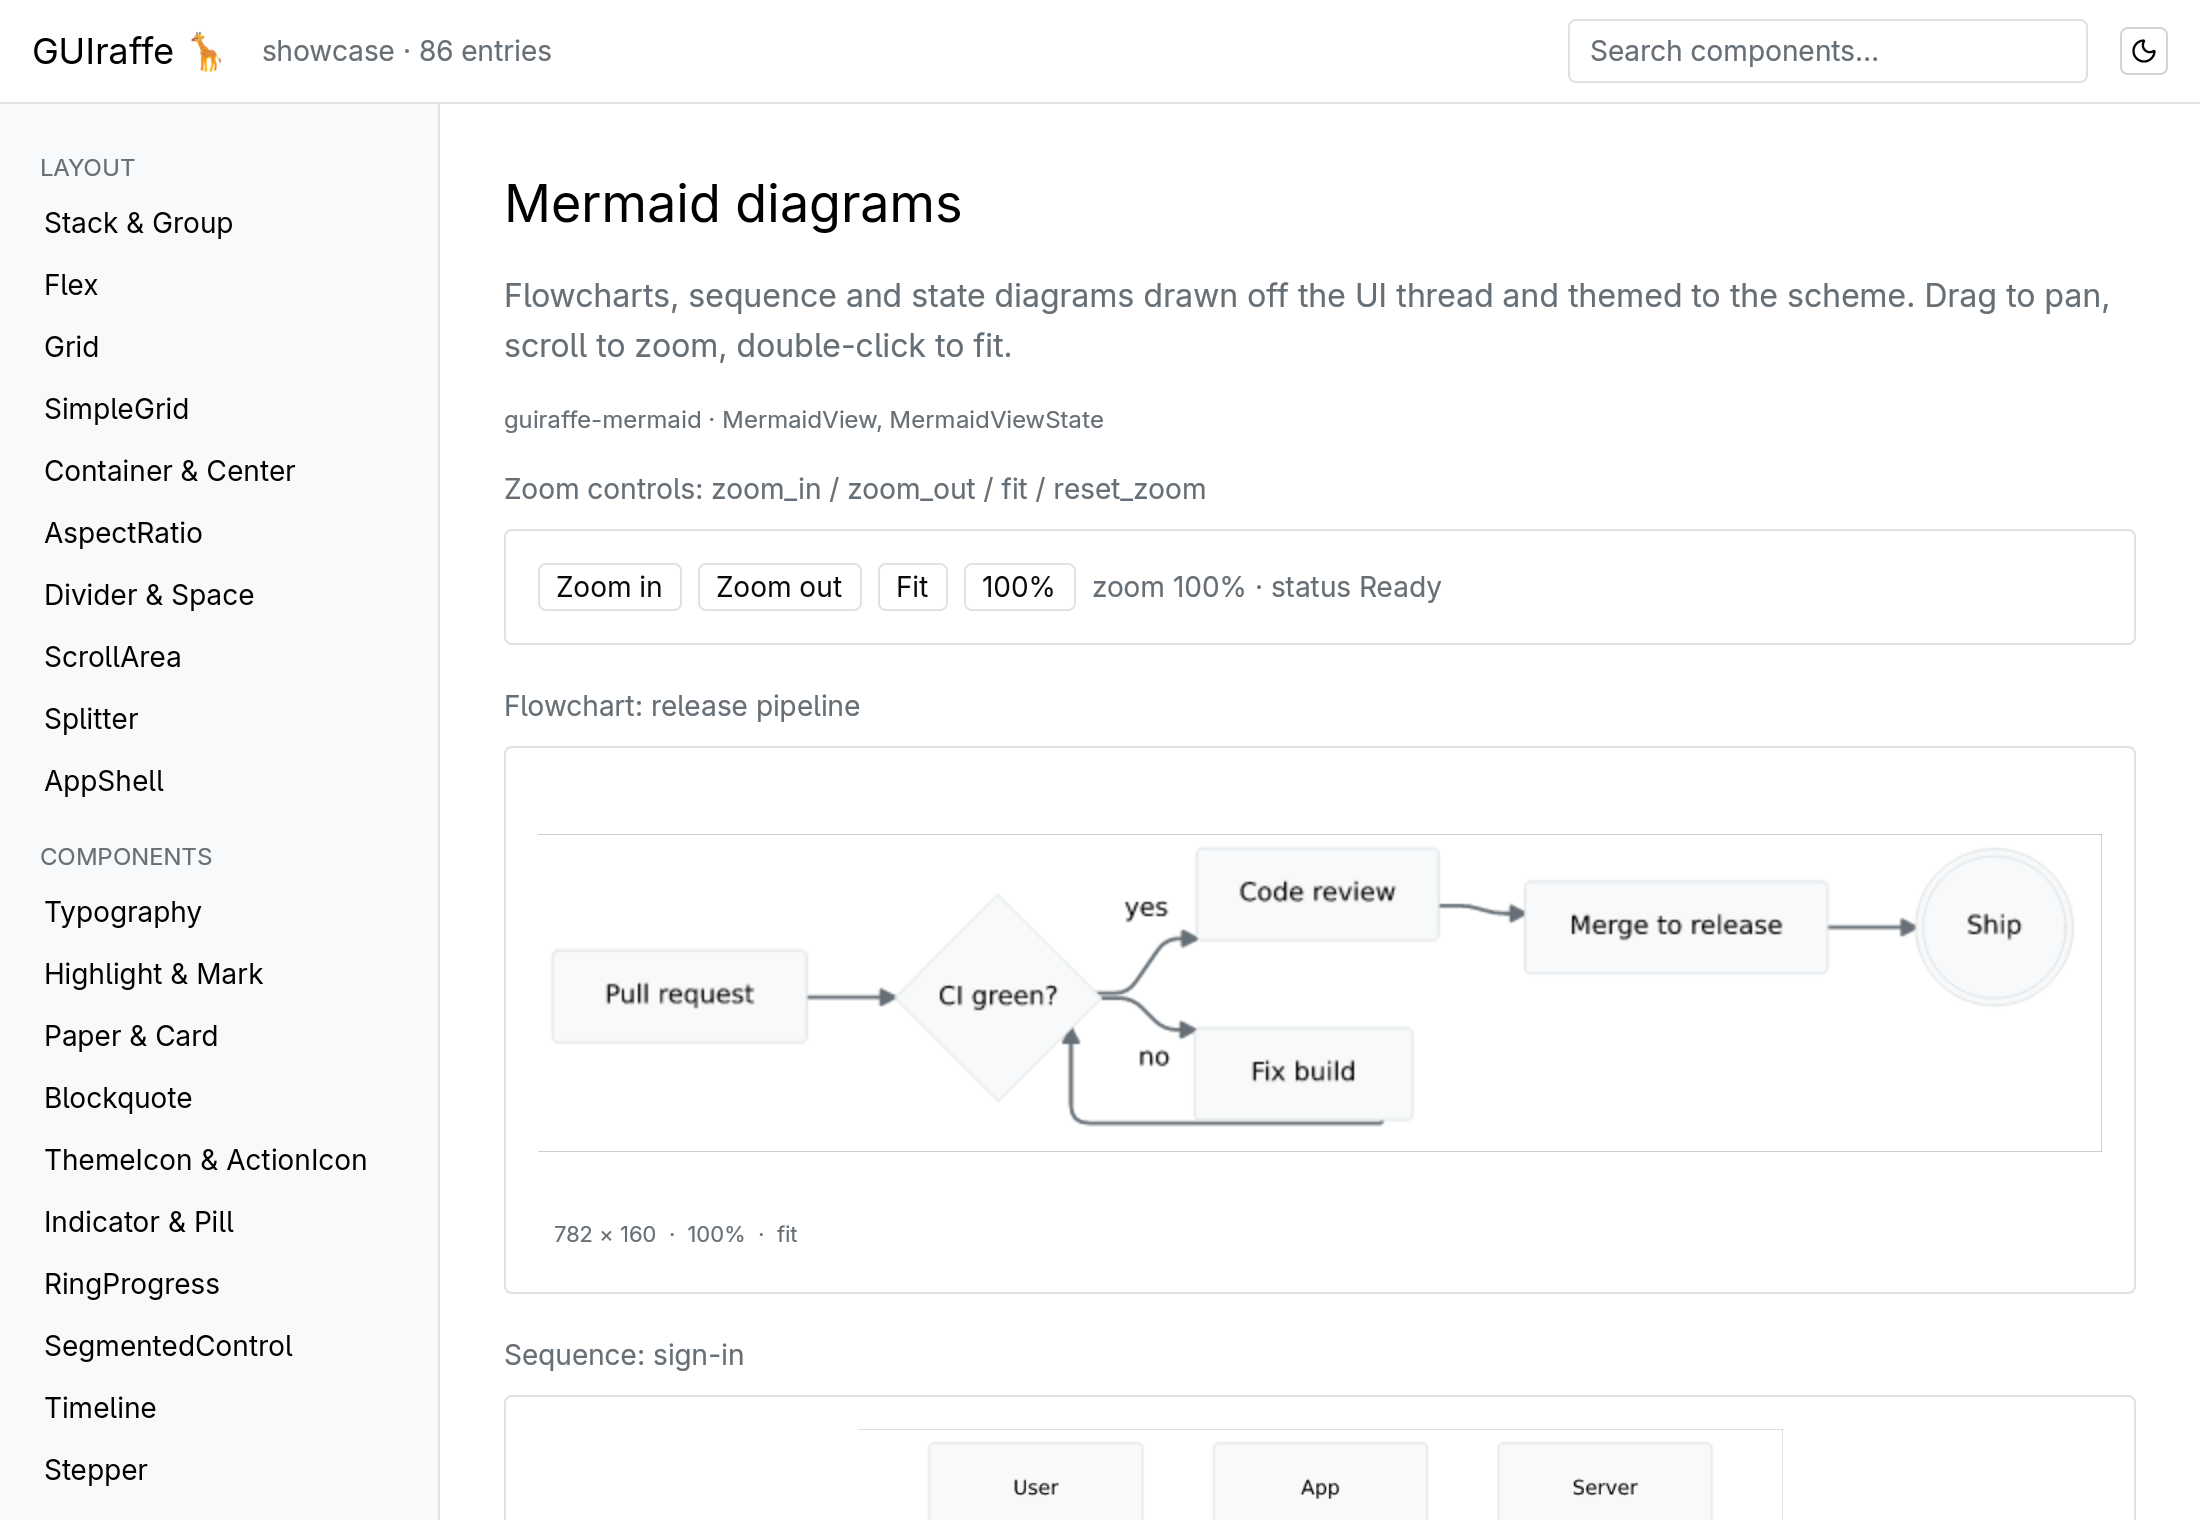 GUIraffe 🦒 showcase · 86 entries Search components...
LAYOUT
Stack & Group
Flex
Grid
SimpleGrid
Container & Center
AspectRatio
Divider & Space
ScrollArea
Splitter
AppShell
COMPONENTS
Typography
Highlight & Mark
Paper & Card
Blockquote
ThemeIcon & ActionIcon
Indicator & Pill
RingProgress
SegmentedControl
Timeline
Stepper
Mermaid diagrams
Flowcharts, sequence and state diagrams drawn off the UI thread and themed to the scheme. Drag to pan,
scroll to zoom, double-click to fit.
guiraffe-mermaid · MermaidView, MermaidViewState
Zoom controls: zoom_in / zoom_out / fit / reset_zoom
Zoom in Zoom out Fit 100% zoom 100% · status Ready
Flowchart: release pipeline
Pull request
CI green?
yes
no
Code review
Fix build
Merge to release
Ship
782 × 160 · 100% · fit
Sequence: sign-in
User App Server